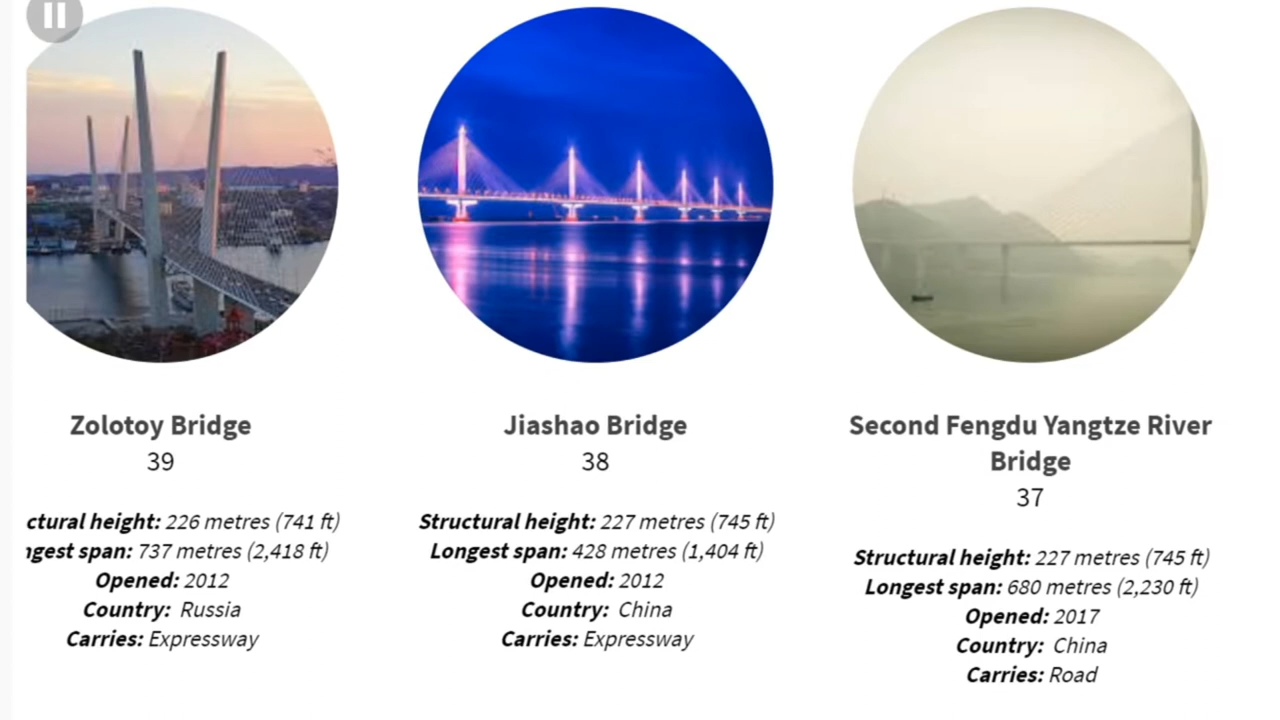 Zolotoy Bridge
39
ctural height: 226 metres (741 ft)
ngest span: 737 metres (2,418 ft)
Opened: 2012
Country: Russia
Carries: Expressway
Jiashao Bridge
38
Structural height: 227 metres (745 ft)
Longest span: 428 metres (1,404 ft)
Opened: 2012
Country: China
Carries: Expressway
Second Fengdu Yangtze River
Bridge
37
Structural height: 227 metres (745 ft)
Longest span: 680 metres (2,230 ft)
Opened: 2017
Country: China
Carries: Road